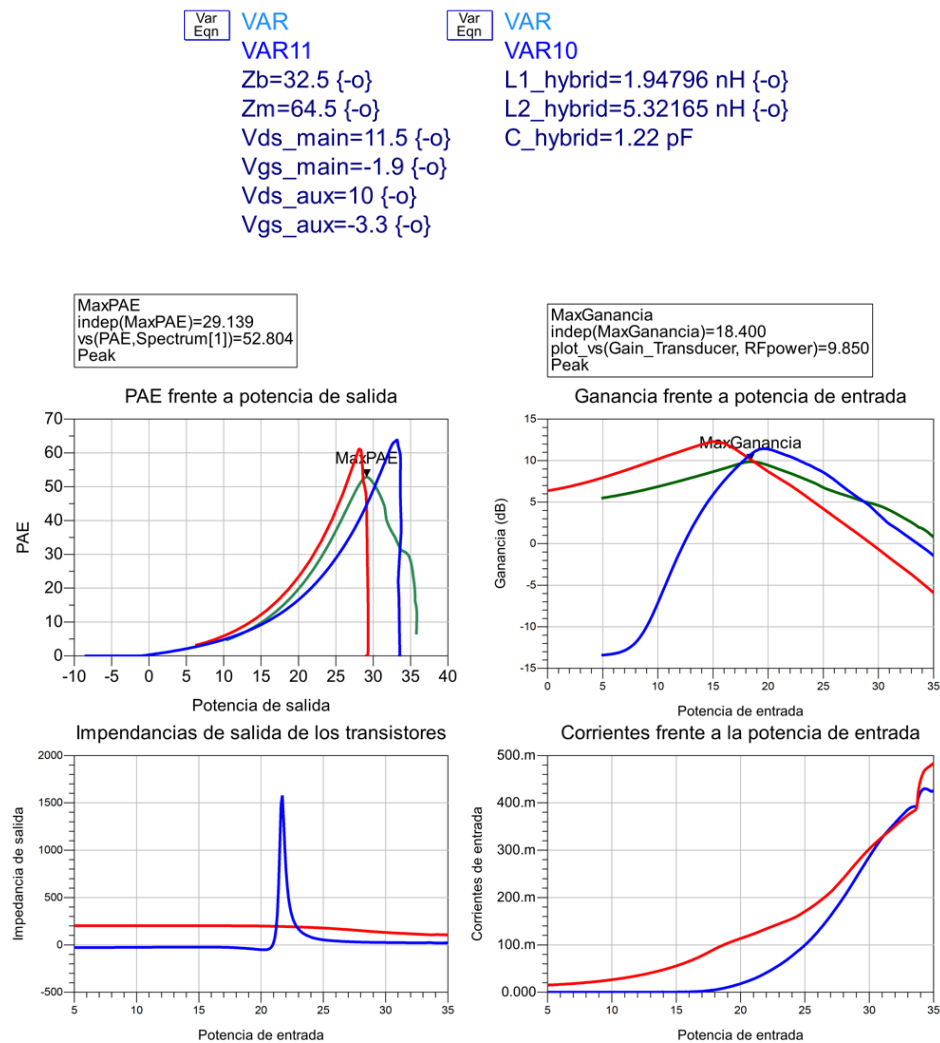 Var
Eqn
VAR
VAR11
Zb=32.5 {-o}
Zm=64.5 {-o}
Vds_main=11.5 {-o}
Vgs_main=-1.9 {-o}
Vds_aux=10 {-o}
Vgs_aux=-3.3 {-o}
Var
Eqn
VAR
VAR10
L1_hybrid=1.94796 nH {-o}
L2_hybrid=5.32165 nH {-o}
C_hybrid=1.22 pF
MaxPAE
indep(MaxPAE)=29.139
vs(PAE,Spectrum[1])=52.804
Peak
MaxGanancia
indep(MaxGanancia)=18.400
plot_vs(Gain_Transducer, RFpower)=9.850
Peak
PAE frente a potencia de salida
70
60
50
40
30
20
10
0
PAE
MaxPAE
-10 -5 0 5 10 15 20 25 30 35 40
Potencia de salida
Ganancia frente a potencia de entrada
15
10
5
0
-5
-10
-15
Ganancia (dB)
MaxGanancia
0 5 10 15 20 25 30 35
Potencia de entrada
Impendancias de salida de los transistores
2000
1500
1000
500
0
-500
Impedancia de salida
5 10 15 20 25 30 35
Potencia de entrada
Corrientes frente a la potencia de entrada
500.m
400.m
300.m
200.m
100.m
0.000
Corrientes de entrada
5 10 15 20 25 30 35
Potencia de entrada